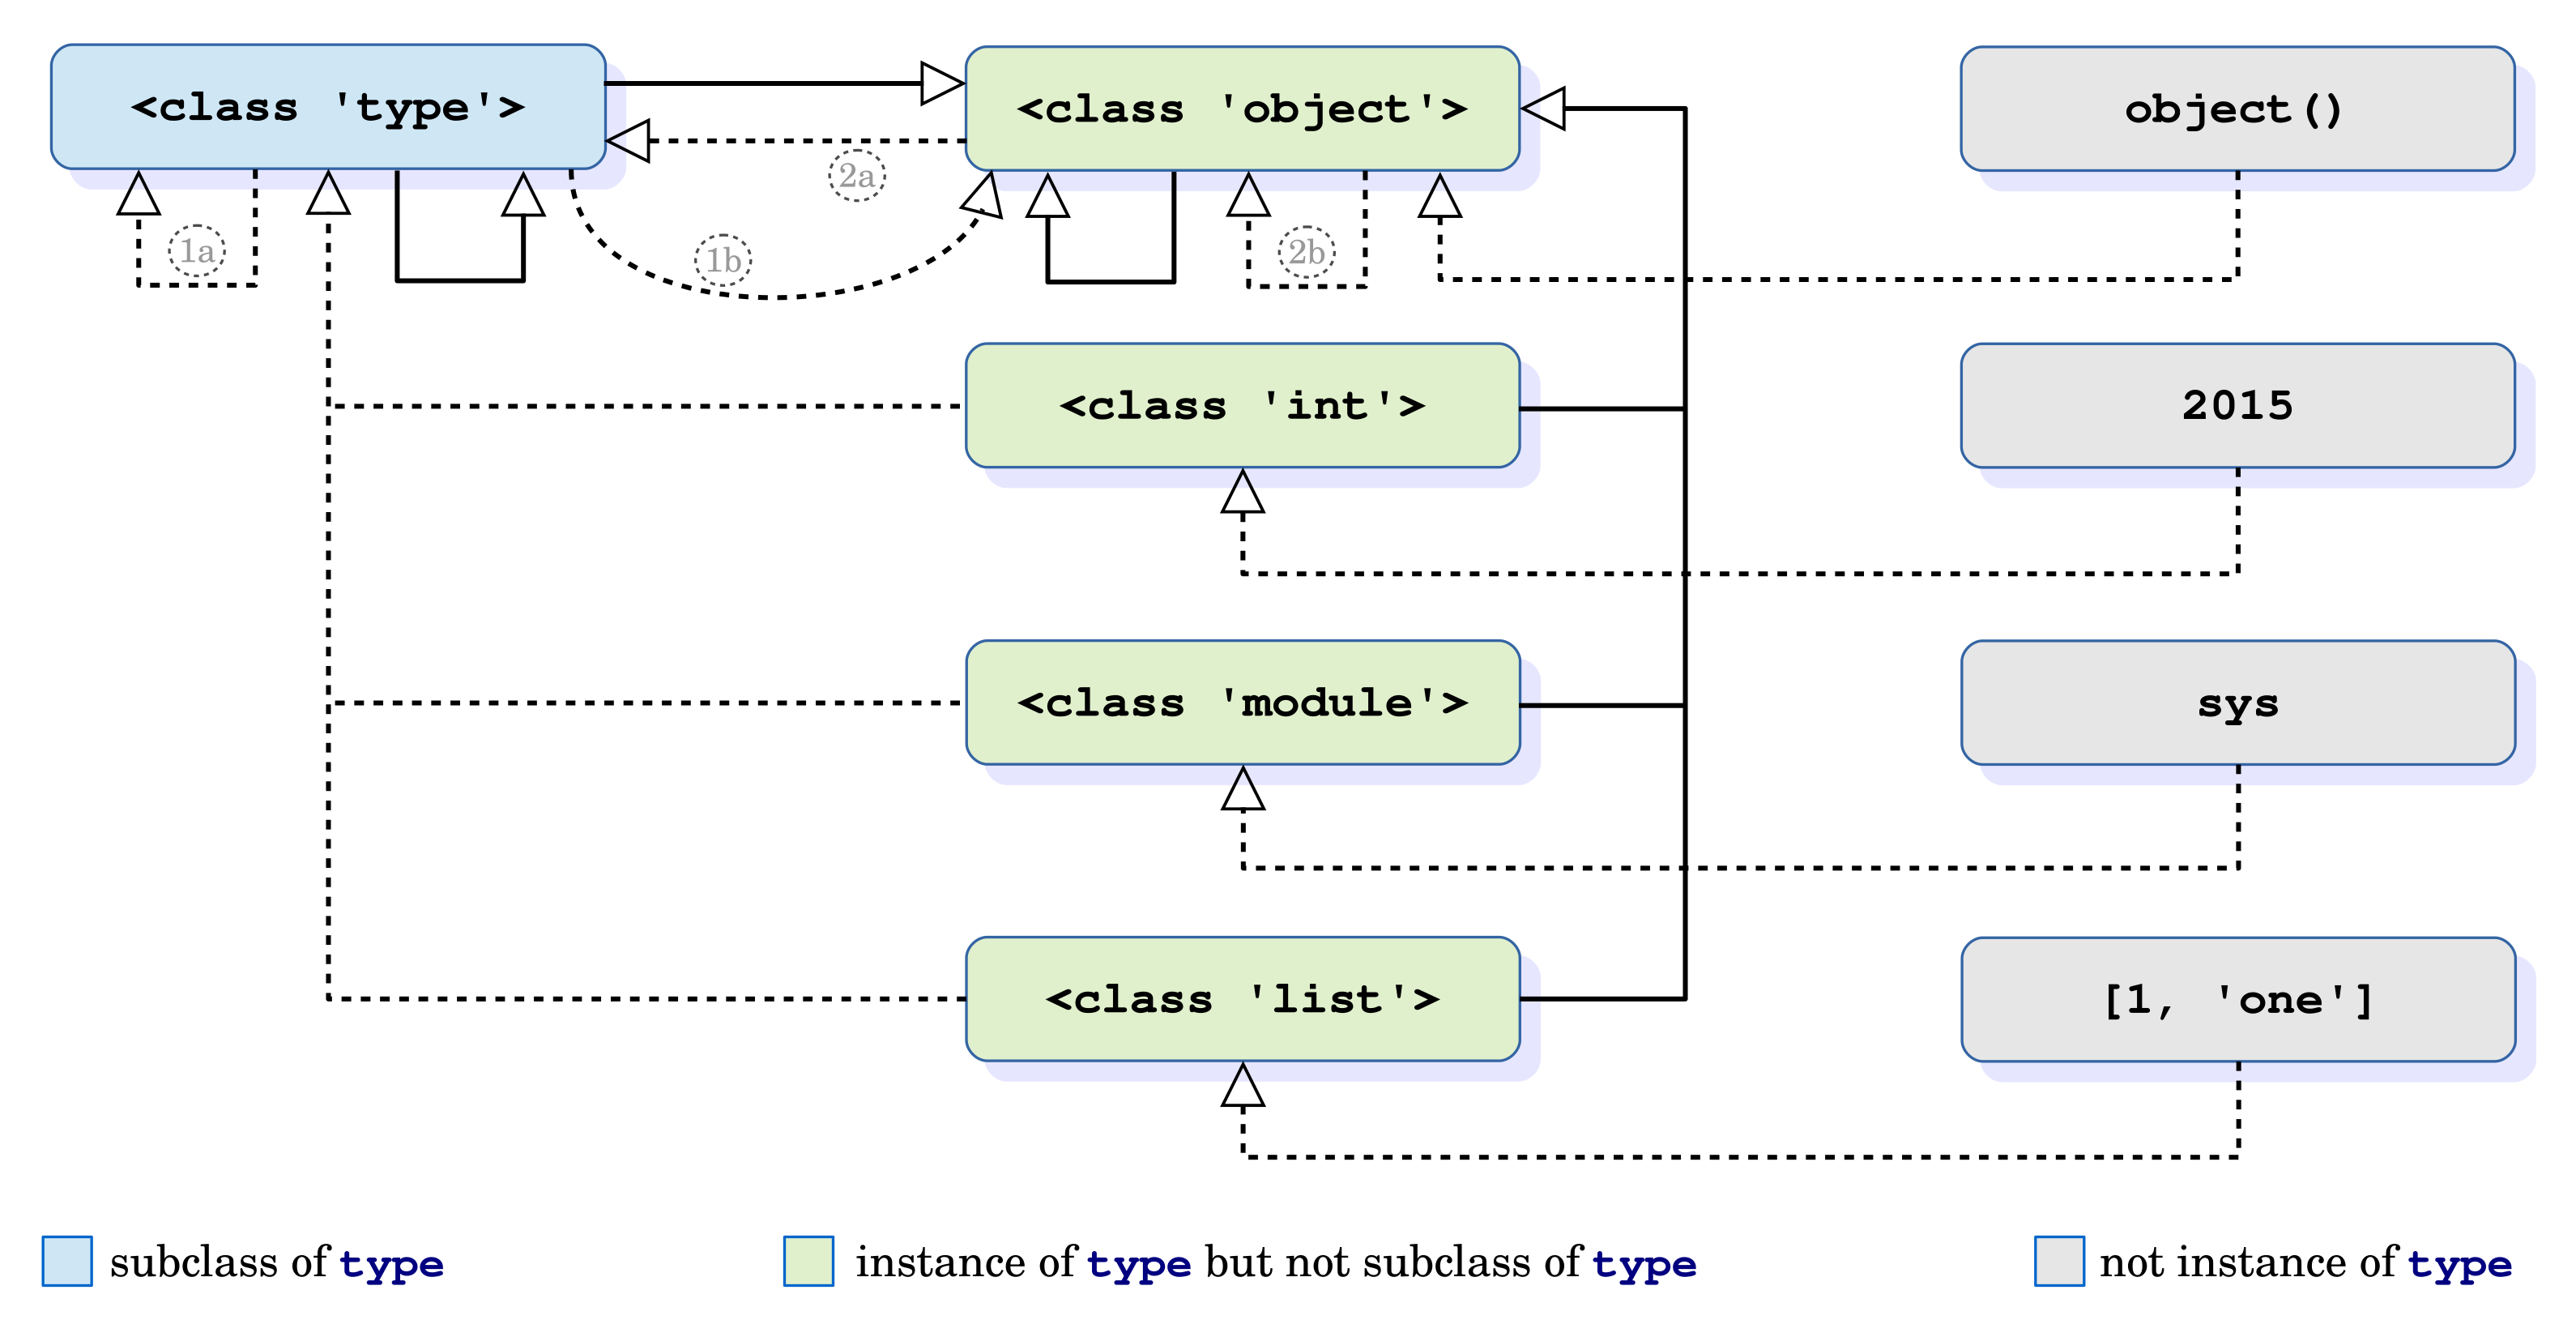 <class 'type'>
<class 'object'>
object()
1a
1b
2a
2b
<class 'int'>
2015
<class 'module'>
sys
<class 'list'>
[1, 'one']
subclass of type
instance of type but not subclass of type
not instance of type